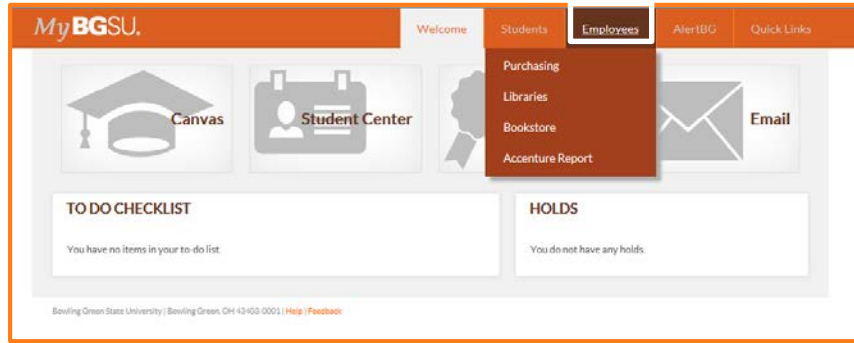 MyBGSU.
Welcome Students Employees AlertBG Quick Links
Purchasing
Libraries
Bookstore
Accenture Report
Canvas
Student Center
Email
TO DO CHECKLIST
You have no items in your to-do list.
HOLDS
You do not have any holds.
Bowling Green State University | Bowling Green, OH 43403-0001 | Help | Feedback